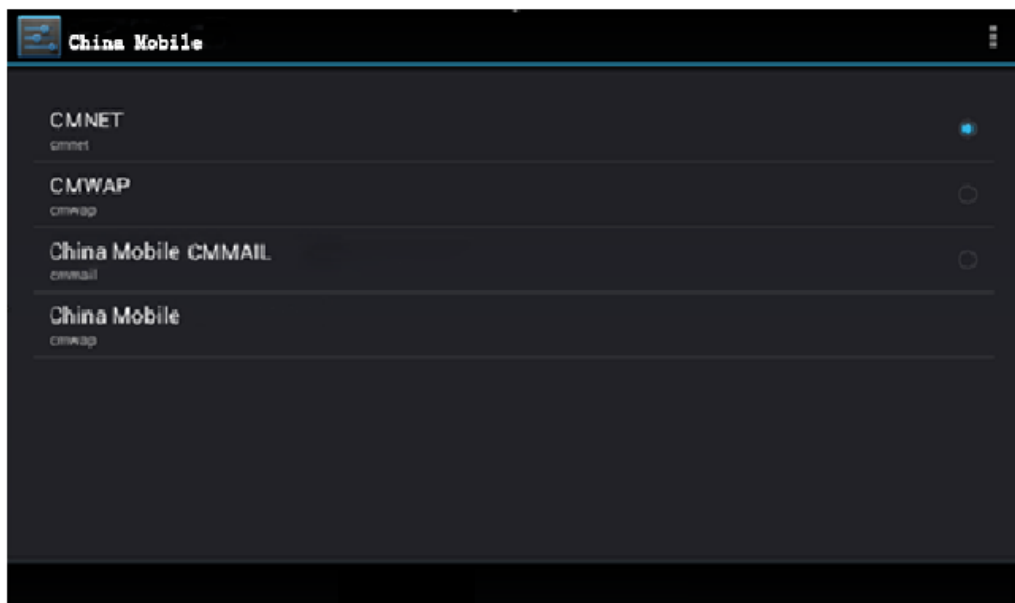 China Mobile
CMNET
cmnet
CMWAP
cmwap
China Mobile CMMAIL
cmmail
China Mobile
cmwap